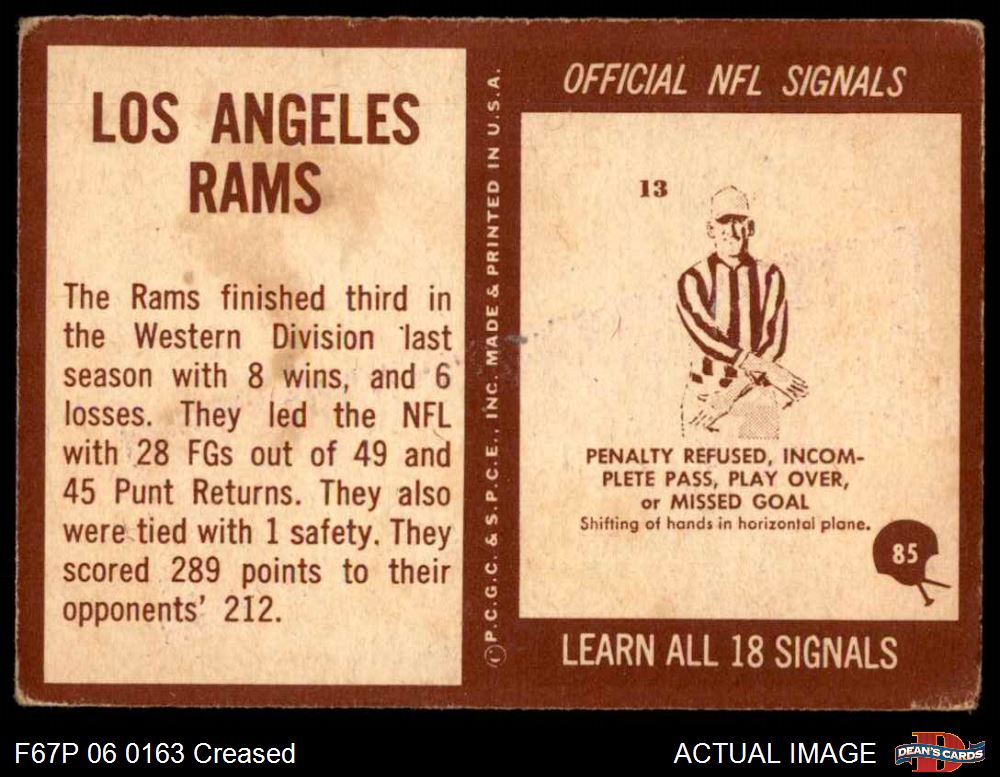 LOS ANGELES
RAMS
The Rams finished third in
the Western Division last
season with 8 wins, and 6
losses. They led the NFL
with 28 FGs out of 49 and
45 Punt Returns. They also
were tied with 1 safety. They
scored 289 points to their
opponents' 212.
© P.C.G.C. & S.P.C.E., INC. MADE & PRINTED IN U.S.A.
OFFICIAL NFL SIGNALS
13
PENALTY REFUSED, INCOM-
PLETE PASS, PLAY OVER,
or MISSED GOAL
Shifting of hands in horizontal plane.
85
LEARN ALL 18 SIGNALS
F67P 06 0163 Creased
ACTUAL IMAGE
DEAN'S CARDS